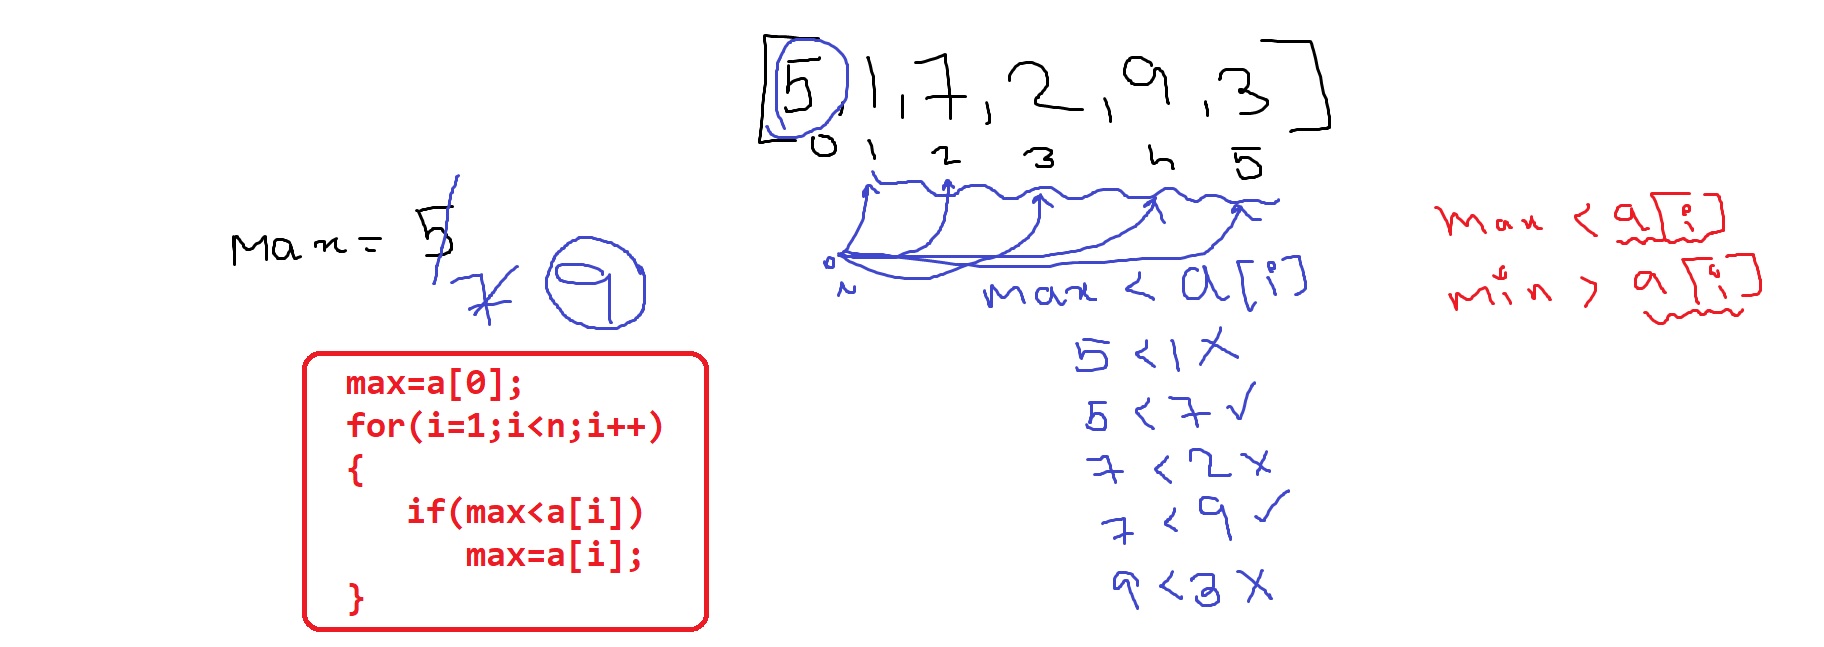 [5,1,7,2,9,3]
0 1 2 3 4 5
Max = 5
7 9
max < a[i]
5 < 1 ×
5 < 7 ✓
7 < 2 ×
7 < 9 ✓
9 < 3 ×
max < a[i]
min > a[i]
max=a[0];
for(i=1;i<n;i++)
{
if(max<a[i])
max=a[i];
}